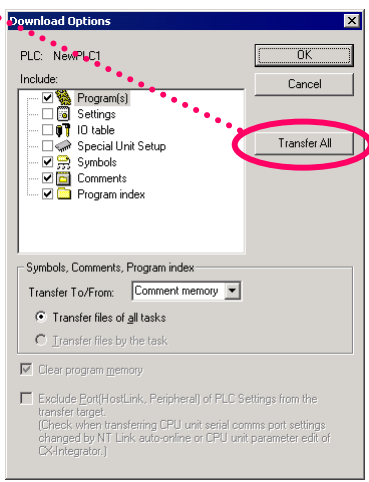 Download Options
PLC: NewPLC1
OK
Include:
Cancel
Program(s)
Settings
IO table
Special Unit Setup
Transfer All
Symbols
Comments
Program index
Symbols, Comments, Program index
Transfer To/From: Comment memory
Transfer files of all tasks
Transfer files by the task
Clear program memory
Exclude Port(HostLink, Peripheral) of PLC Settings from the
transfer target.
(Check when transferring CPU unit serial comms port settings
changed by NT Link auto-online or CPU unit parameter edit of
CX-Integrator.)